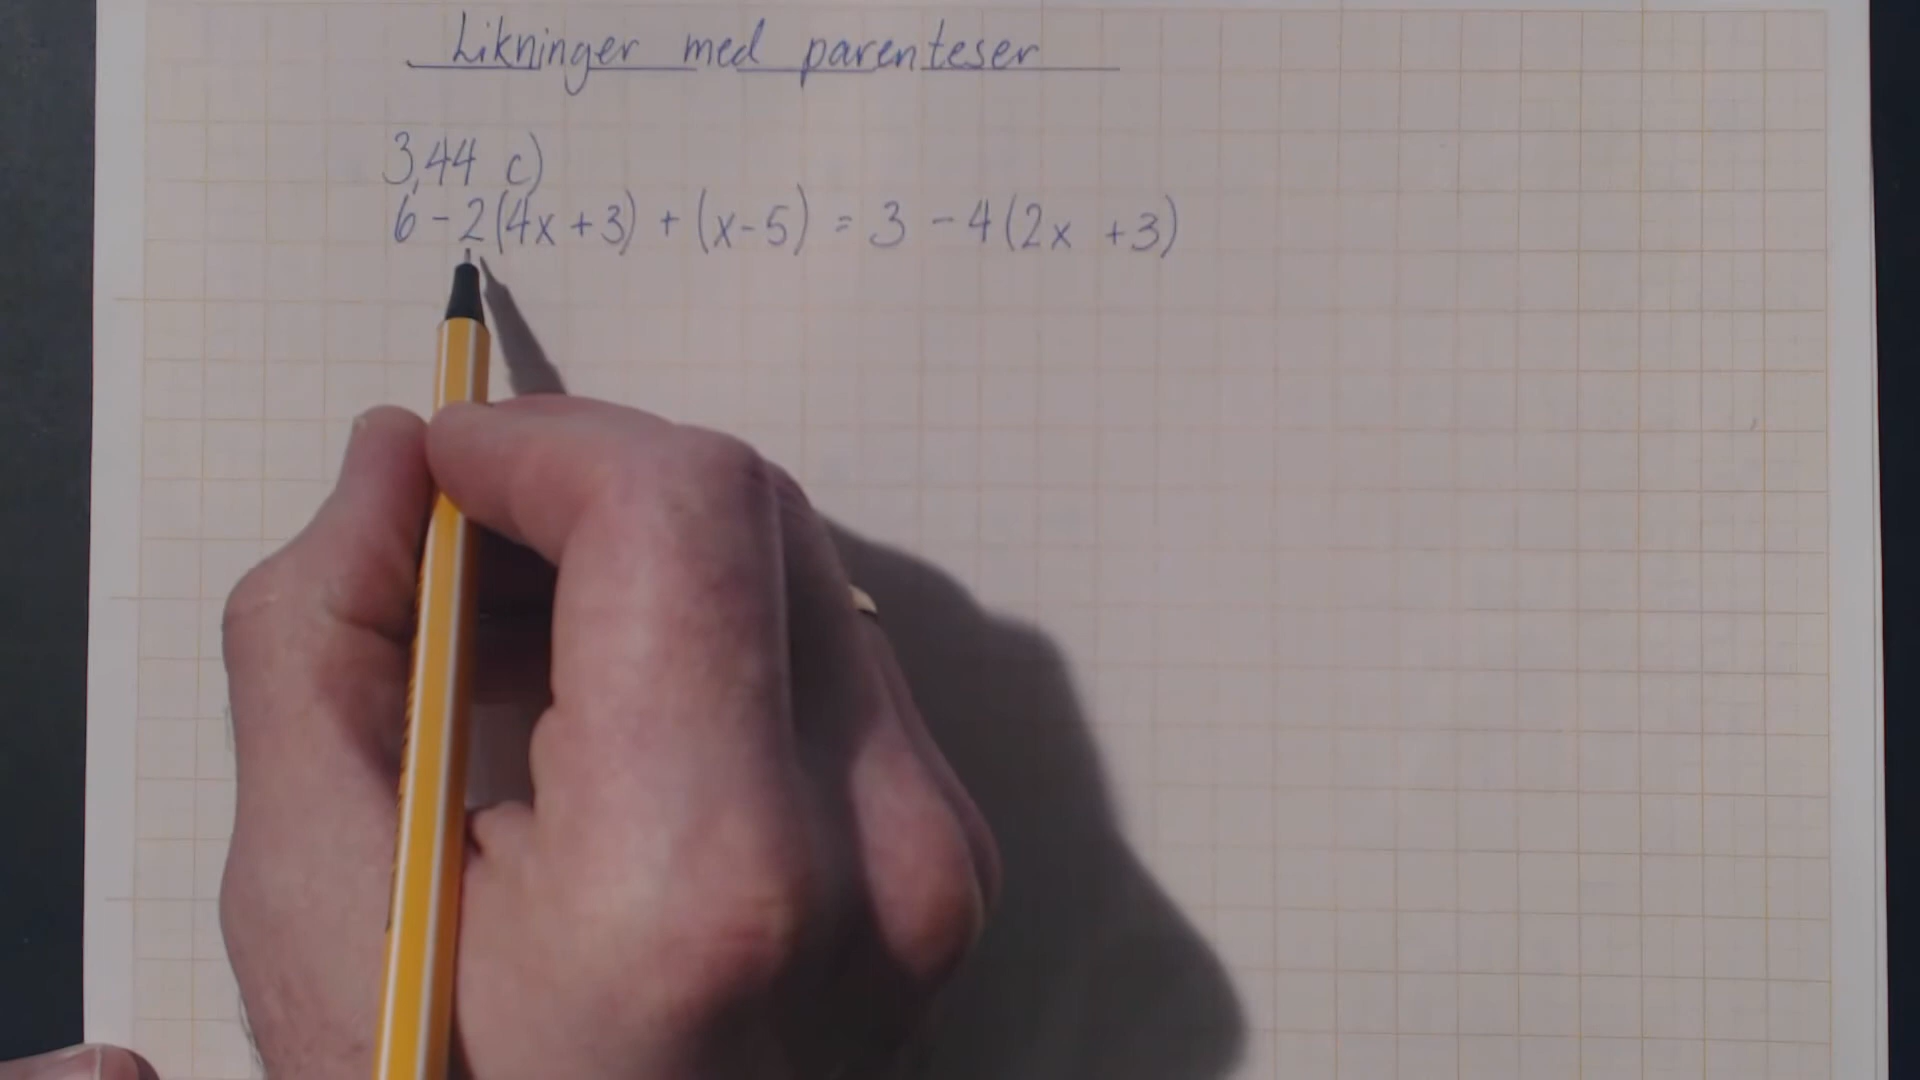 Likninger med parenteser
3,44 c)
6 - 2(4x + 3) + (x - 5) = 3 - 4(2x + 3)